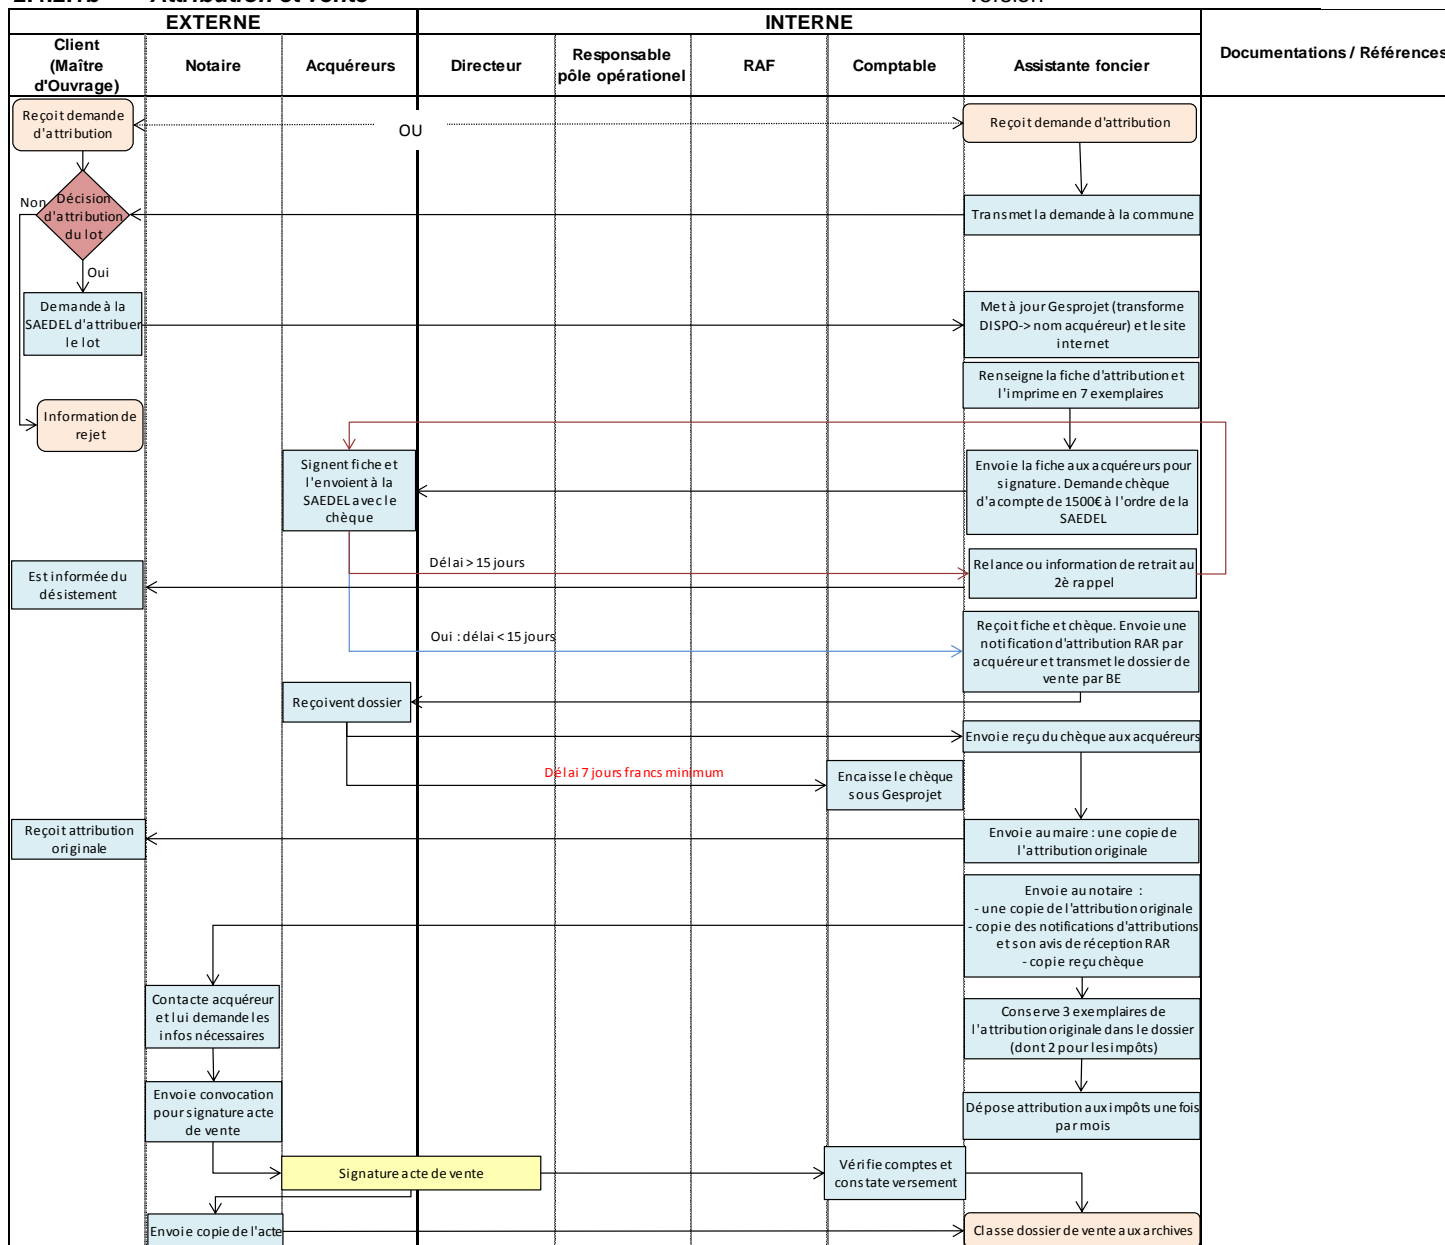 Attribution et vente
EXTERNE
INTERNE
Client
(Maître
d'Ouvrage)
Notaire
Acquéreurs
Directeur
Responsable
pôle opérationel
RAF
Comptable
Assistante foncier
Documentations / Références
Reçoit demande
d'attribution
OU
Reçoit demande d'attribution
Non
Décision
d'attribution
du lot
Transmet la demande à la commune
Oui
Demande à la
SAEDEL d'attribuer
le lot
Met à jour Gesprojet (transforme
DISPO-> nom acquéreur) et le site
internet
Renseigne la fiche d'attribution et
l'imprime en 7 exemplaires
Information de
rejet
Signent fiche et
l'envoient à la
SAEDEL avec le
chèque
Envoie la fiche aux acquéreurs pour
signature. Demande chèque
d'acompte de 1500€ à l'ordre de la
SAEDEL
Délai > 15 jours
Relance ou information de retrait au
2è rappel
Est informée du
désistement
Oui : délai < 15 jours
Reçoit fiche et chèque. Envoie une
notification d'attribution RAR par
acquéreur et transmet le dossier de
vente par BE
Reçoivent dossier
Envoie reçu du chèque aux acquéreurs
Délai 7 jours francs minimum
Encaisse le chèque
sous Gesprojet
Reçoit attribution
originale
Envoie au maire : une copie de
l'attribution originale
Envoie au notaire :
- une copie de l'attribution originale
- copie des notifications d'attributions
et son avis de réception RAR
- copie reçu chèque
Contacte acquéreur
et lui demande les
infos nécessaires
Conserve 3 exemplaires de
l'attribution originale dans le dossier
(dont 2 pour les impôts)
Envoie convocation
pour signature acte
de vente
Dépose attribution aux impôts une fois
par mois
Signature acte de vente
Vérifie comptes et
constate versement
Envoie copie de l'acte
Classe dossier de vente aux archives